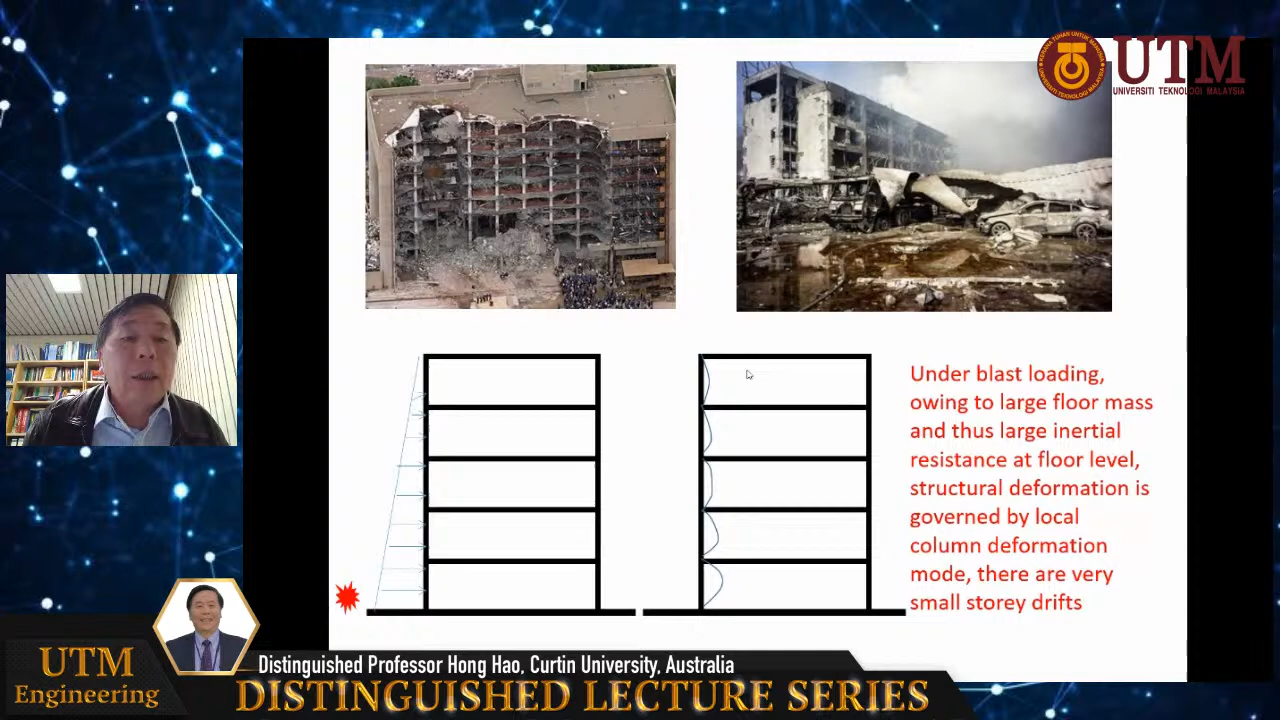 UTM
UNIVERSITI TEKNOLOGI MALAYSIA
Under blast loading,
owing to large floor mass
and thus large inertial
resistance at floor level,
structural deformation is
governed by local
column deformation
mode, there are very
small storey drifts
UTM
Engineering
Distinguished Professor Hong Hao, Curtin University, Australia
DISTINGUISHED LECTURE SERIES